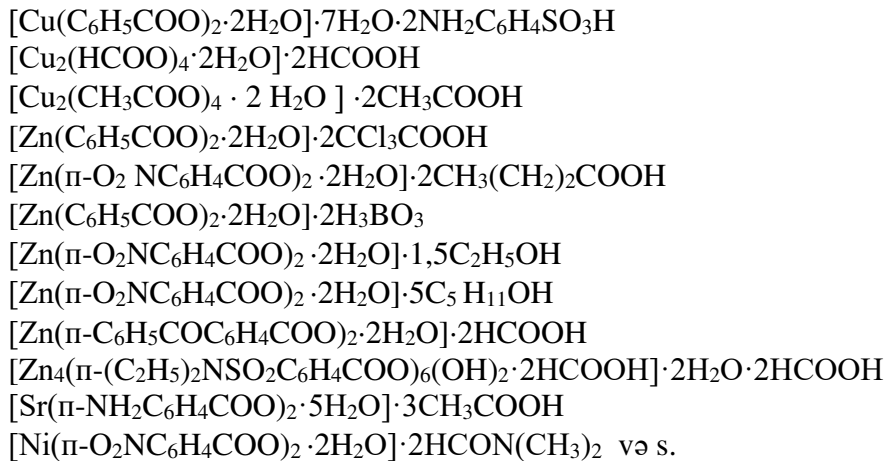 [Cu(C₆H₅COO)₂·2H₂O]·7H₂O·2NH₂C₆H₄SO₃H
[Cu₂(HCOO)₄·2H₂O]·2HCOOH
[Cu₂(CH₃COO)₄ · 2 H₂O ] ·2CH₃COOH
[Zn(C₆H₅COO)₂·2H₂O]·2CCl₃COOH
[Zn(п-O₂ NC₆H₄COO)₂ ·2H₂O]·2CH₃(CH₂)₂COOH
[Zn(C₆H₅COO)₂·2H₂O]·2H₃BO₃
[Zn(п-O₂NC₆H₄COO)₂ ·2H₂O]·1,5C₂H₅OH
[Zn(п-O₂NC₆H₄COO)₂ ·2H₂O]·5C₅ H₁₁OH
[Zn(п-C₆H₅COC₆H₄COO)₂·2H₂O]·2HCOOH
[Zn₄(п-(C₂H₅)₂NSO₂C₆H₄COO)₆(OH)₂·2HCOOH]·2H₂O·2HCOOH
[Sr(п-NH₂C₆H₄COO)₂·5H₂O]·3CH₃COOH
[Ni(п-O₂NC₆H₄COO)₂ ·2H₂O]·2HCON(CH₃)₂ və s.